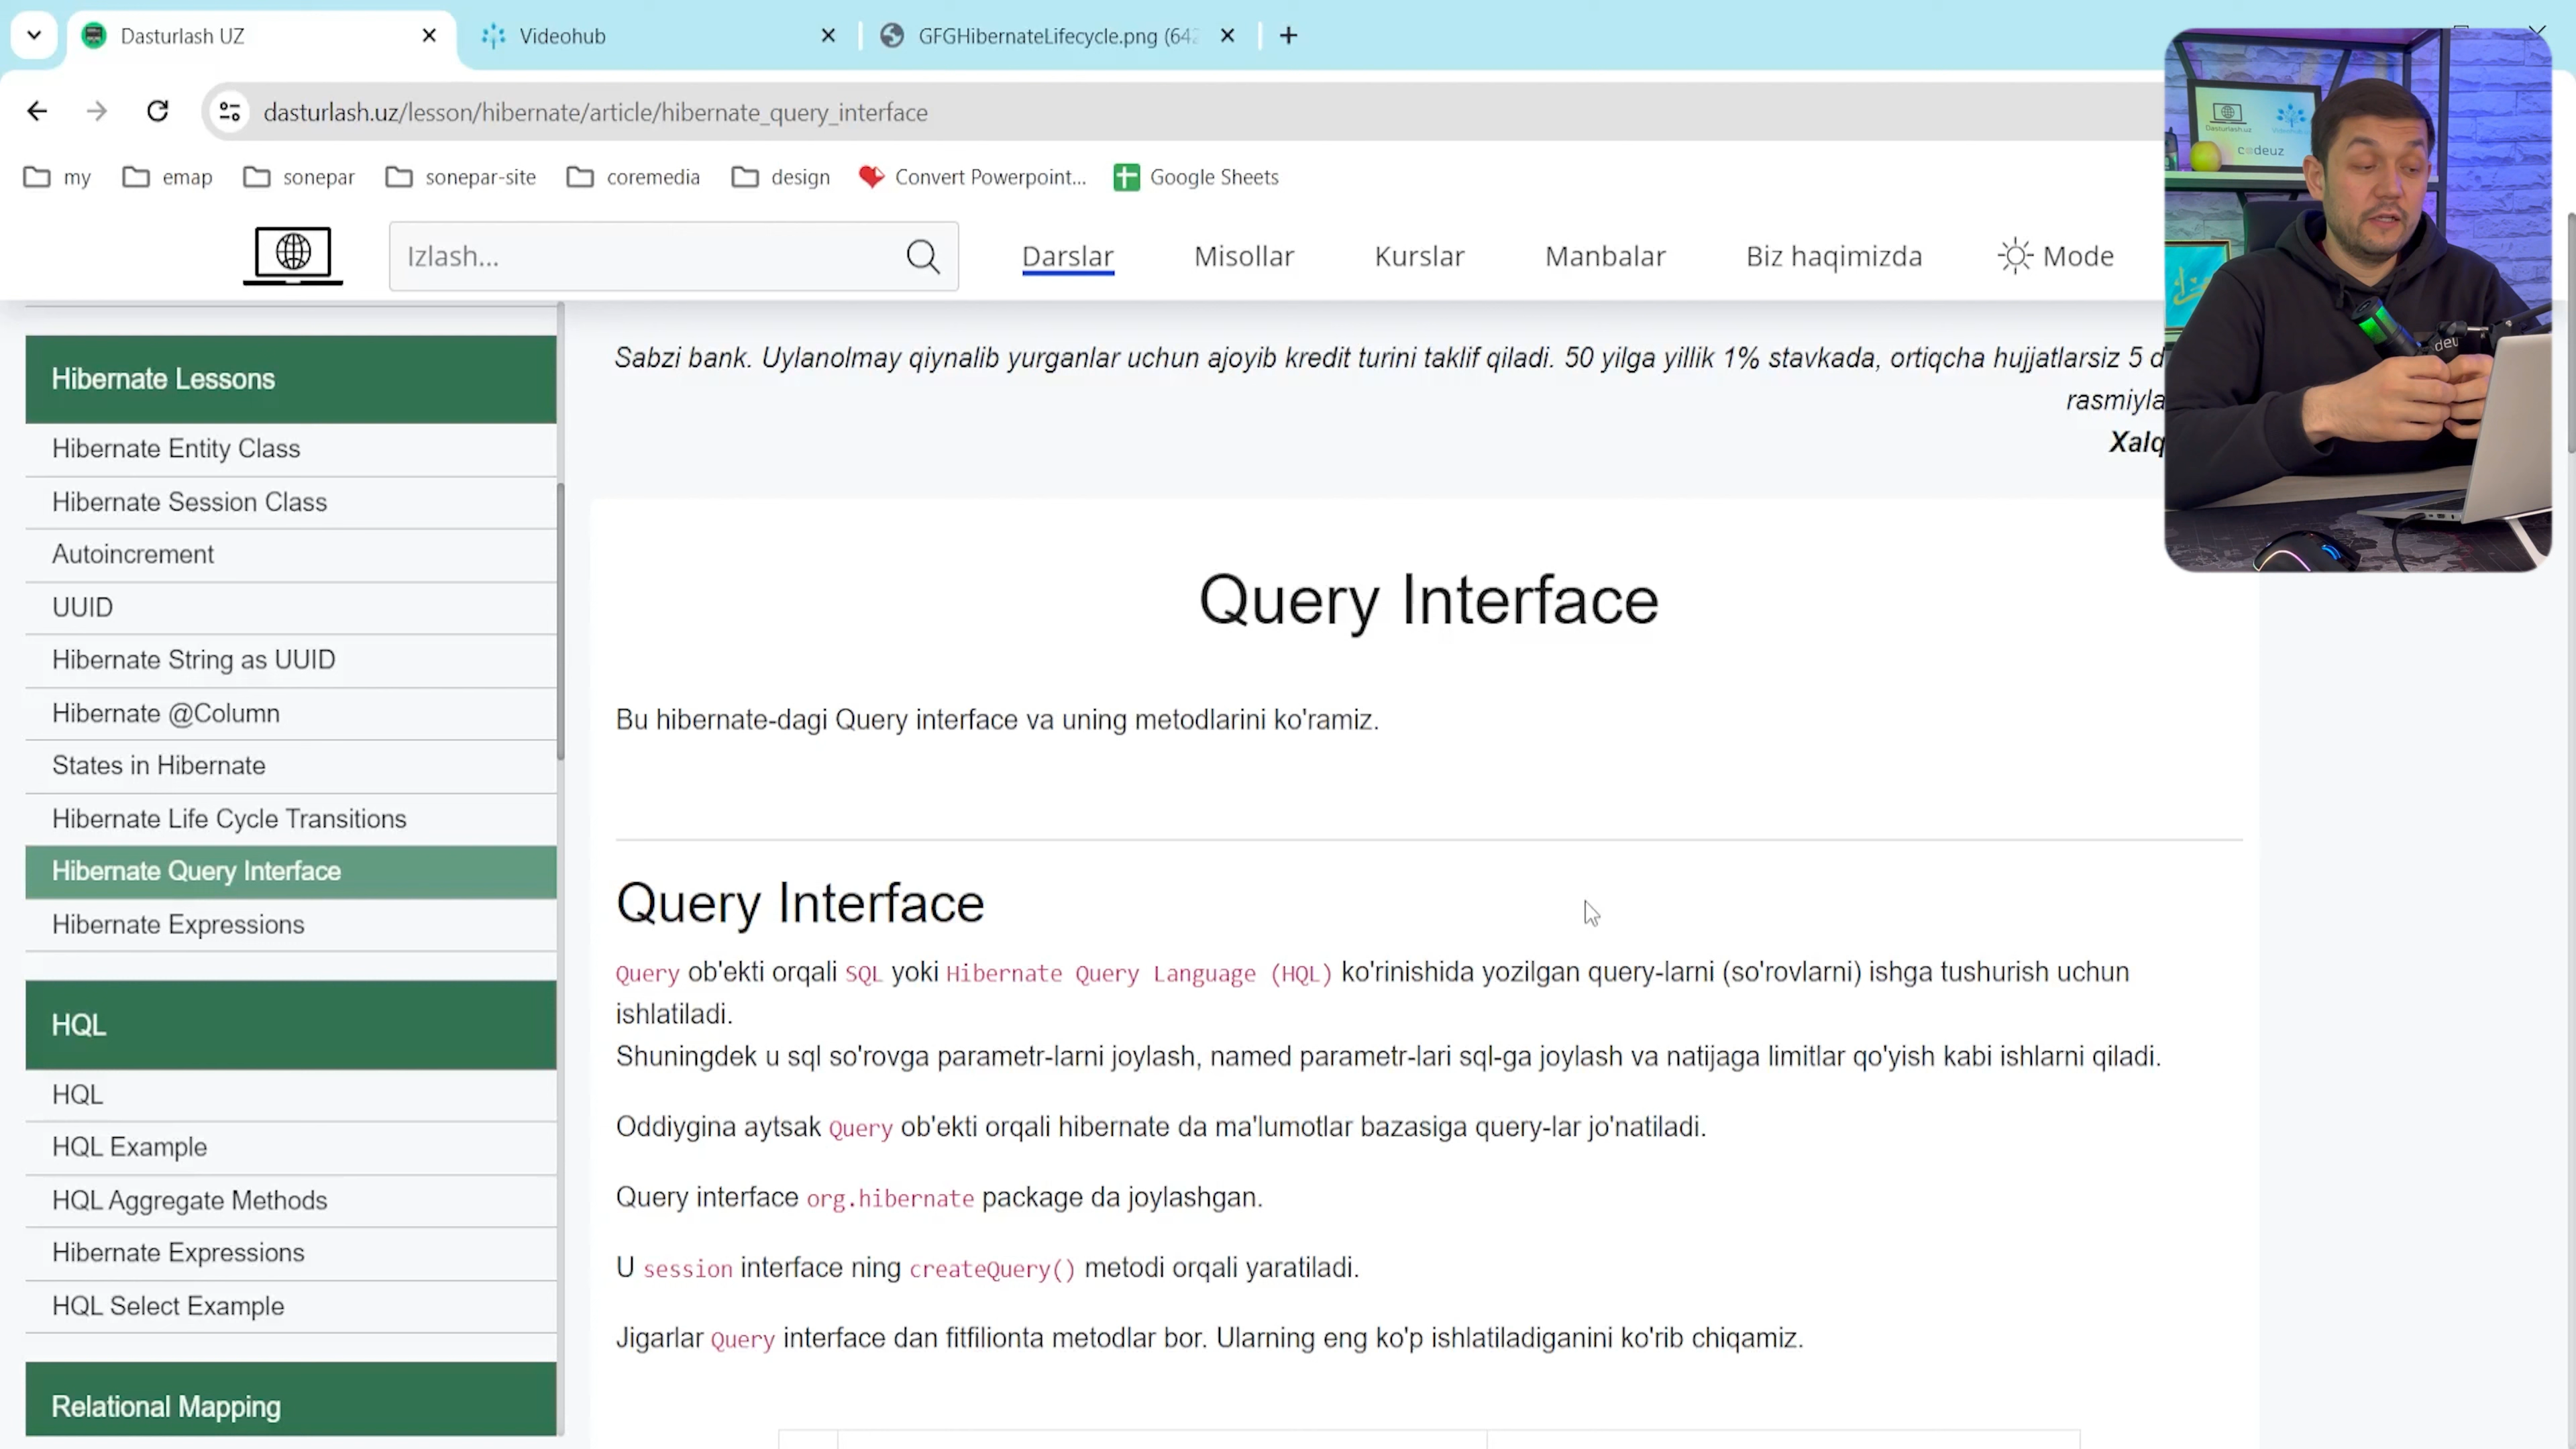 Dasturlash UZ
Videohub
GFGHibernateLifecycle.png (642
dasturlash.uz/lesson/hibernate/article/hibernate_query_interface
my
emap
sonepar
sonepar-site
coremedia
design
Convert Powerpoint...
Google Sheets
Izlash...
Darslar
Misollar
Kurslar
Manbalar
Biz haqimizda
Mode
Dasturlash.uz
codeuz
Hibernate Lessons
Hibernate Entity Class
Hibernate Session Class
Autoincrement
UUID
Hibernate String as UUID
Hibernate @Column
States in Hibernate
Hibernate Life Cycle Transitions
Hibernate Query Interface
Hibernate Expressions
HQL
HQL
HQL Example
HQL Aggregate Methods
Hibernate Expressions
HQL Select Example
Relational Mapping
Sabzi bank. Uylanolmay qiynalib yurganlar uchun ajoyib kredit turini taklif qiladi. 50 yilga yillik 1% stavkada, ortiqcha hujjatlarsiz 5 d
rasmiyla
Xalq
Query Interface
Bu hibernate-dagi Query interface va uning metodlarini ko'ramiz.
Query Interface
Query ob'ekti orqali SQL yoki Hibernate Query Language (HQL) ko'rinishida yozilgan query-larni (so'rovlarni) ishga tushurish uchun
ishlatiladi.
Shuningdek u sql so'rovga parametr-larni joylash, named parametr-lari sql-ga joylash va natijaga limitlar qo'yish kabi ishlarni qiladi.
Oddiygina aytsak Query ob'ekti orqali hibernate da ma'lumotlar bazasiga query-lar jo'natiladi.
Query interface org.hibernate package da joylashgan.
U session interface ning createQuery() metodi orqali yaratiladi.
Jigarlar Query interface dan fitfilionta metodlar bor. Ularning eng ko'p ishlatiladiganini ko'rib chiqamiz.